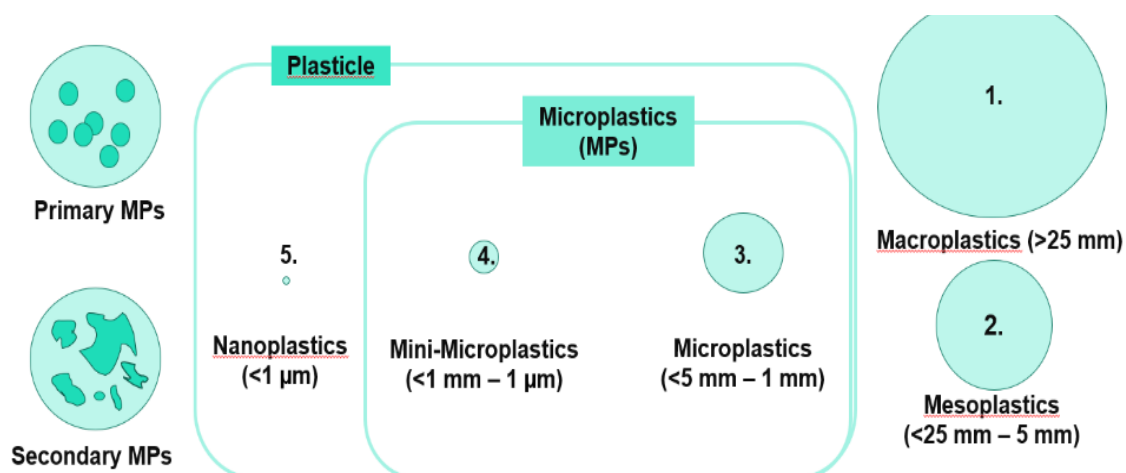 Plasticle
Microplastics
(MPs)
1.
Primary MPs
Macroplastics (>25 mm)
5.
4.
3.
2.
Nanoplastics
(<1 µm)
Mini-Microplastics
(<1 mm – 1 µm)
Microplastics
(<5 mm – 1 mm)
Mesoplastics
(<25 mm – 5 mm)
Secondary MPs